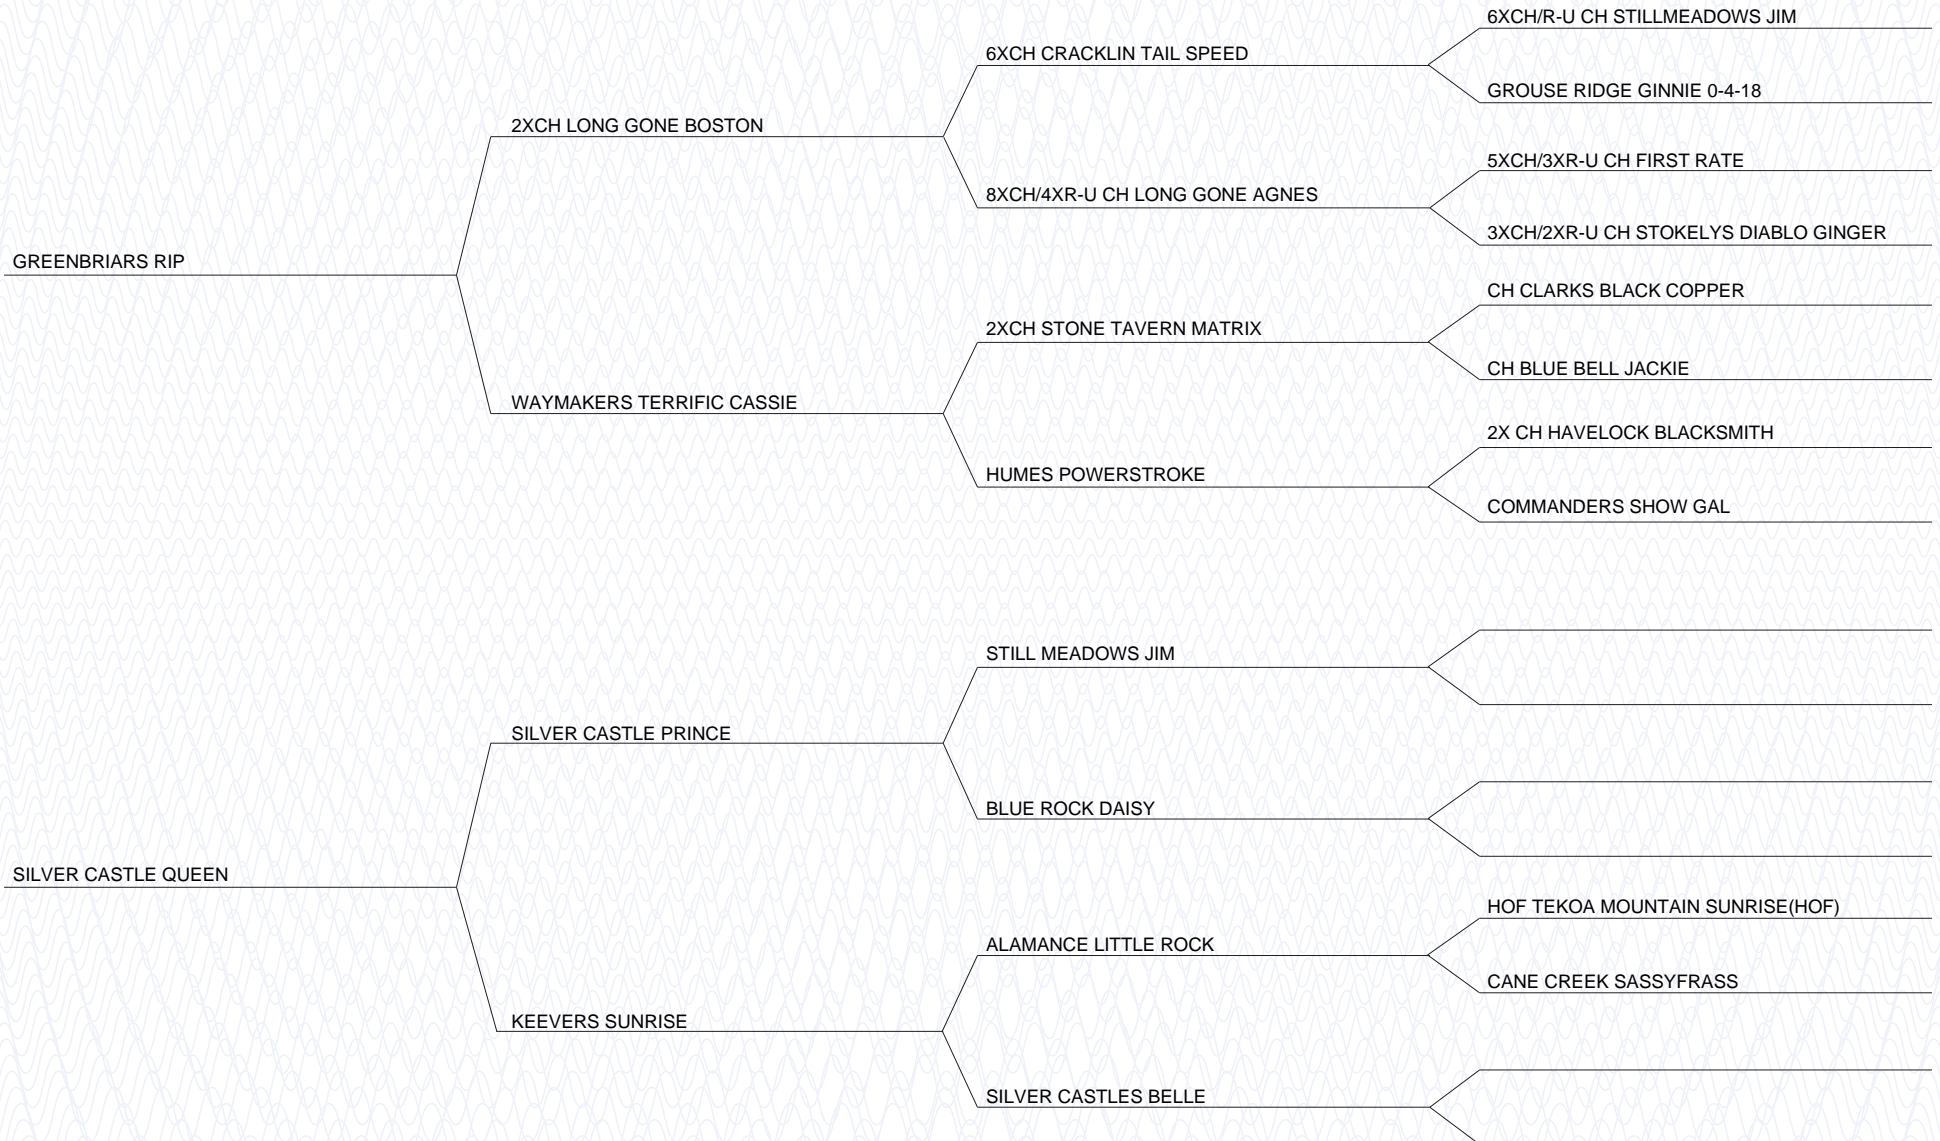 6XCH/R-U CH STILLMEADOWS JIM
6XCH CRACKLIN TAIL SPEED
GROUSE RIDGE GINNIE 0-4-18
2XCH LONG GONE BOSTON
5XCH/3XR-U CH FIRST RATE
8XCH/4XR-U CH LONG GONE AGNES
3XCH/2XR-U CH STOKELYS DIABLO GINGER
GREENBRIARS RIP
CH CLARKS BLACK COPPER
2XCH STONE TAVERN MATRIX
CH BLUE BELL JACKIE
WAYMAKERS TERRIFIC CASSIE
2X CH HAVELOCK BLACKSMITH
HUMES POWERSTROKE
COMMANDERS SHOW GAL
STILL MEADOWS JIM
SILVER CASTLE PRINCE
BLUE ROCK DAISY
SILVER CASTLE QUEEN
HOF TEKOA MOUNTAIN SUNRISE(HOF)
ALAMANCE LITTLE ROCK
CANE CREEK SASSYFRASS
KEEVERS SUNRISE
SILVER CASTLES BELLE